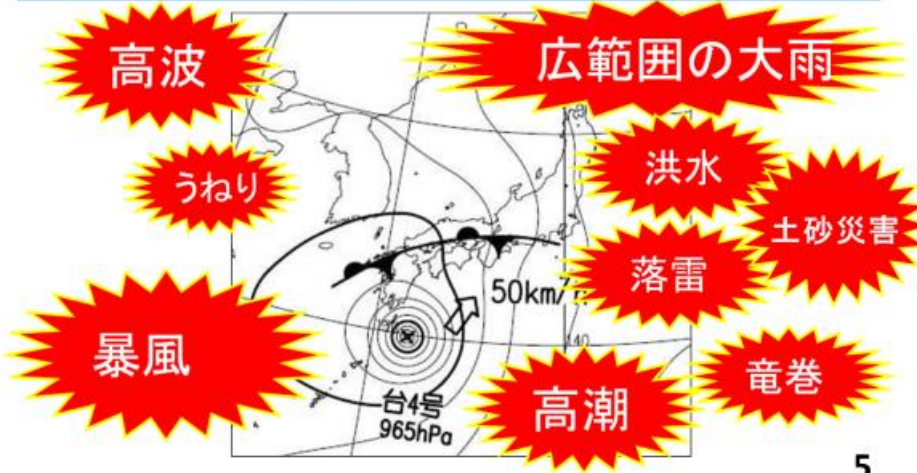 高波
広範囲の大雨
うねり
洪水
土砂災害
落雷
50km/
暴風
140
竜巻
台4号
965hPa
高潮
5